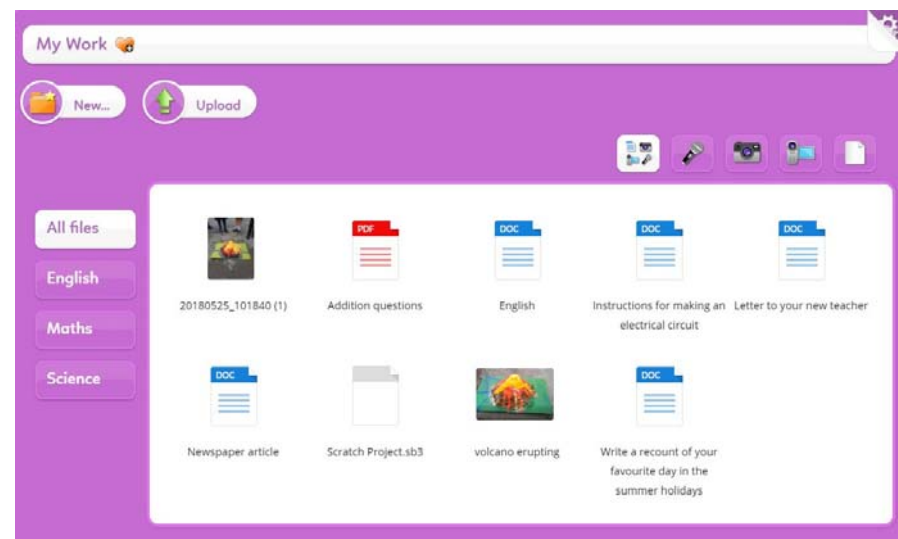 My Work
New...
Upload
All files
English
Maths
Science
20180525_101840 (1)
PDF
Addition questions
DOC
English
DOC
Instructions for making an
electrical circuit
DOC
Letter to your new teacher
DOC
Newspaper article
Scratch Project.sb3
volcano erupting
DOC
Write a recount of your
favourite day in the
summer holidays